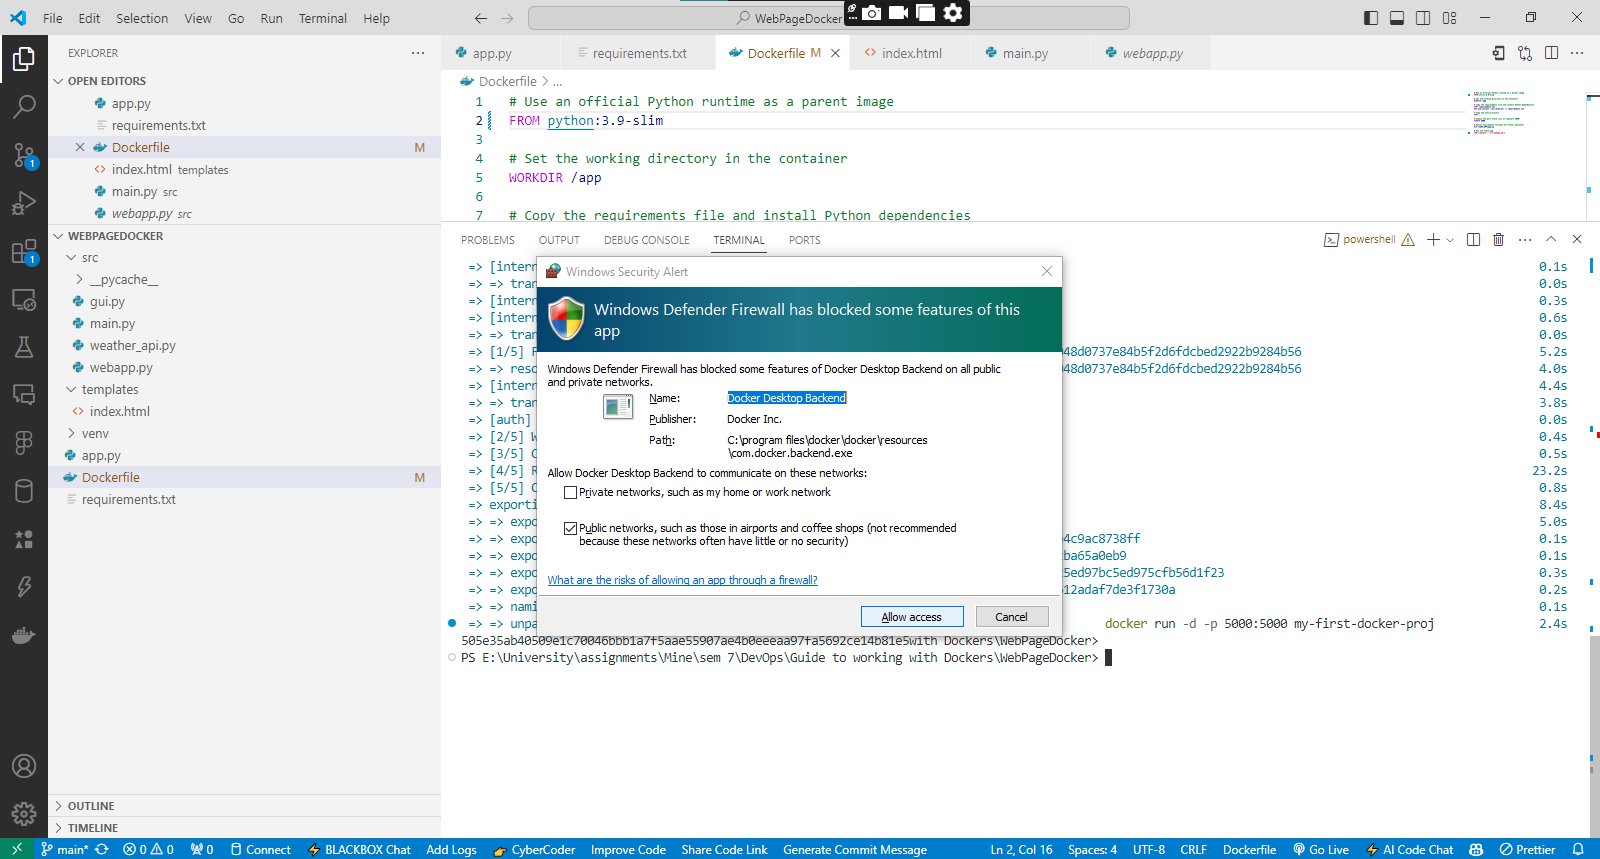 File Edit Selection View Go Run Terminal Help
WebPageDocker
EXPLORER
OPEN EDITORS
app.py
requirements.txt
Dockerfile M
index.html templates
main.py src
webapp.py src
WEBPAGEDOCKER
src
__pycache__
gui.py
main.py
weather_api.py
webapp.py
templates
index.html
venv
app.py
Dockerfile M
requirements.txt
OUTLINE
TIMELINE
1
1
app.py requirements.txt Dockerfile M index.html main.py webapp.py
Dockerfile > ...
1 # Use an official Python runtime as a parent image
2 FROM python:3.9-slim
3
4 # Set the working directory in the container
5 WORKDIR /app
6
7 # Copy the requirements file and install Python dependencies
PROBLEMS OUTPUT DEBUG CONSOLE TERMINAL PORTS
powershell
=> [intern 0.1s
=> => tran 0.0s
=> [intern 0.3s
=> [intern 0.6s
=> => tran 0.0s
=> [1/5] F 48d0737e84b5f2d6fdcbed2922b9284b56 5.2s
=> => reso 48d0737e84b5f2d6fdcbed2922b9284b56 4.0s
=> [intern 4.4s
=> => tran 3.8s
=> [auth] 0.0s
=> [2/5] W 0.4s
=> [3/5] C 0.5s
=> [4/5] R 23.2s
=> [5/5] C 0.8s
=> exporti 8.4s
=> => expo 5.0s
=> => expo 4c9ac8738ff 0.1s
=> => expo ba65a0eb9 0.1s
=> => expo 5ed97bc5ed975cfb56d1f23 0.3s
=> => expo 12adaf7de3f1730a 0.2s
=> => nami 0.1s
=> => unpa docker run -d -p 5000:5000 my-first-docker-proj 2.4s
505e35ab40509e1c70046bbb1a7f5aae55907ae4b0eeeaa97fa5692ce14b81e5with Dockers\WebPageDocker>
PS E:\University\assignments\Mine\sem 7\DevOps\Guide to working with Dockers\WebPageDocker>
Windows Security Alert
Windows Defender Firewall has blocked some features of this
app
Windows Defender Firewall has blocked some features of Docker Desktop Backend on all public
and private networks.
Name: Docker Desktop Backend
Publisher: Docker Inc.
Path: C:\program files\docker\docker\resources
\com.docker.backend.exe
Allow Docker Desktop Backend to communicate on these networks:
Private networks, such as my home or work network
Public networks, such as those in airports and coffee shops (not recommended
because these networks often have little or no security)
What are the risks of allowing an app through a firewall?
Allow access Cancel
main* 0 0 0 Connect BLACKBOX Chat Add Logs CyberCoder Improve Code Share Code Link Generate Commit Message Ln 2, Col 16 Spaces: 4 UTF-8 CRLF Dockerfile Go Live AI Code Chat Prettier